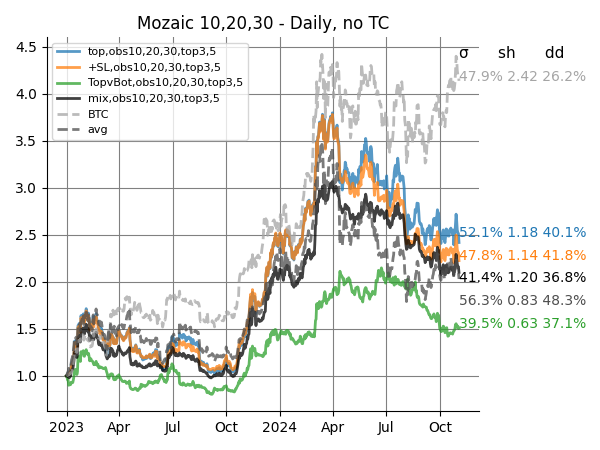 Mozaic 10,20,30 - Daily, no TC
top,obs10,20,30,top3,5
+SL,obs10,20,30,top3,5
TopvBot,obs10,20,30,top3,5
mix,obs10,20,30,top3,5
BTC
avg
σ sh dd
47.9% 2.42 26.2%
52.1% 1.18 40.1%
47.8% 1.14 41.8%
41.4% 1.20 36.8%
56.3% 0.83 48.3%
39.5% 0.63 37.1%
4.5
4.0
3.5
3.0
2.5
2.0
1.5
1.0
2023 Apr Jul Oct 2024 Apr Jul Oct